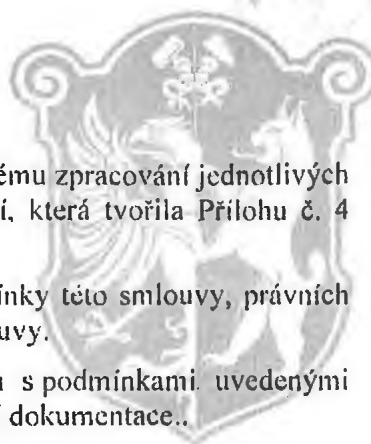 ému zpracování jednotlivých
í, která tvořila Přílohu č. 4
ínky této smlouvy, právních
uvy.
s podmínkami. uvedenými
í dokumentace..